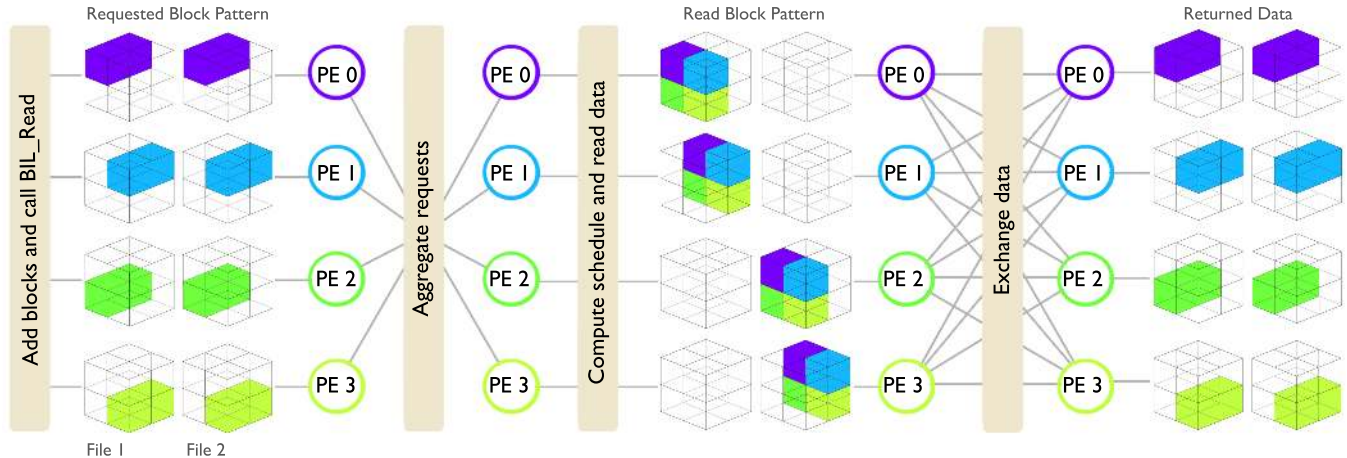 Requested Block Pattern
Read Block Pattern
Returned Data
Add blocks and call BIL_Read
PE 0
PE 1
PE 2
PE 3
File 1
File 2
Aggregate requests
PE 0
PE 1
PE 2
PE 3
Compute schedule and read data
PE 0
PE 1
PE 2
PE 3
Exchange data
PE 0
PE 1
PE 2
PE 3